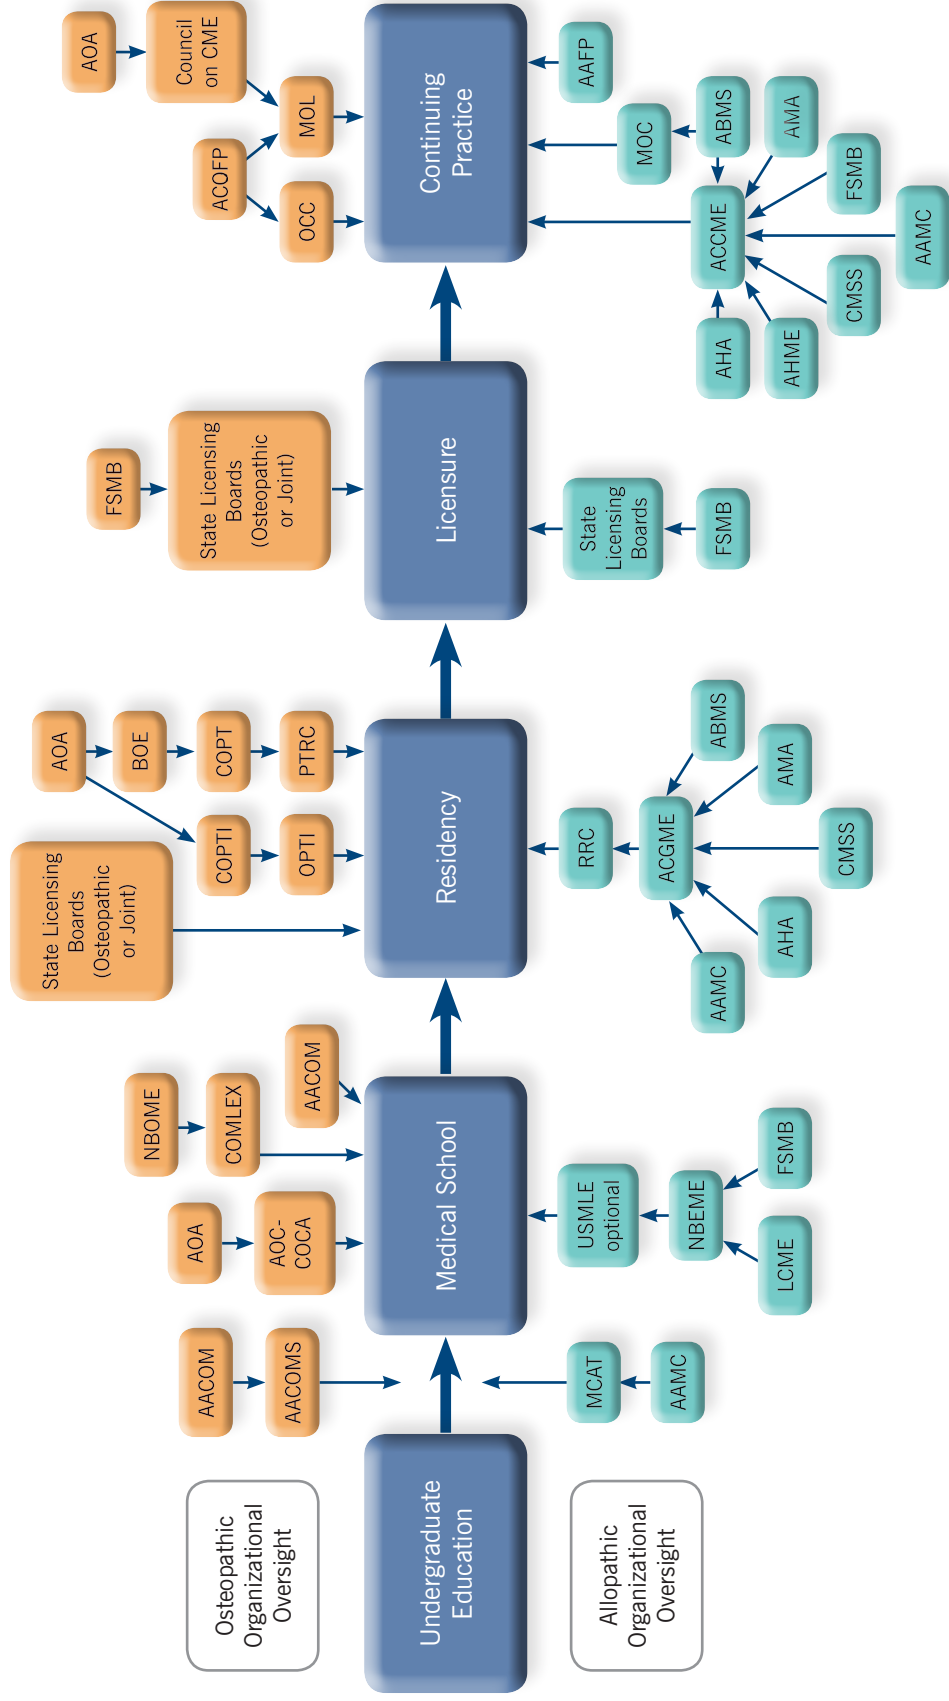 Osteopathic
Organizational
Oversight
Undergraduate
Education
Allopathic
Organizational
Oversight
AACOM
AACOMS
MCAT
AAMC
AOA
AOC-
COCA
NBOME
COMLEX
AACOM
Medical School
USMLE
optional
NBEME
LCME
FSMB
State Licensing
Boards
(Osteopathic
or Joint)
AOA
COPTI
OPTI
BOE
COPT
PTRC
Residency
RRC
ACGME
AAMC
AHA
CMSS
AMA
ABMS
FSMB
State Licensing
Boards
(Osteopathic
or Joint)
Licensure
State
Licensing
Boards
FSMB
AOA
Council
on CME
ACOFP
OCC
MOL
Continuing
Practice
AAFP
MOC
ABMS
ACCME
AHA
AHME
CMSS
AAMC
FSMB
AMA